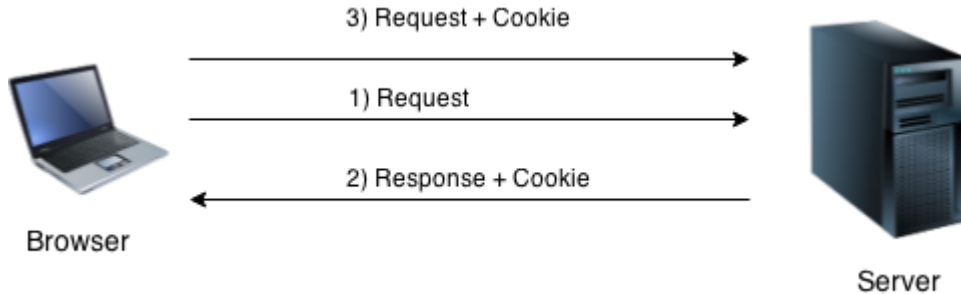 3) Request + Cookie
1) Request
2) Response + Cookie
Browser
Server